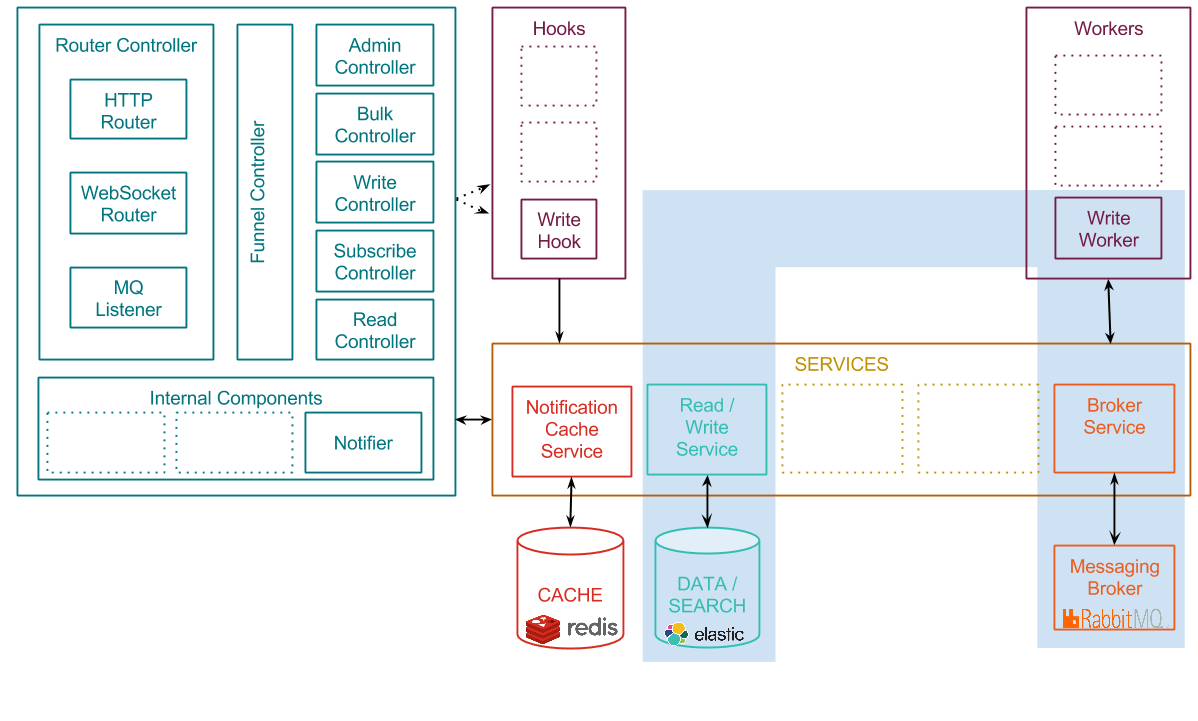 Router Controller
HTTP
Router
WebSocket
Router
MQ
Listener
Funnel Controller
Admin
Controller
Bulk
Controller
Write
Controller
Subscribe
Controller
Read
Controller
Internal Components
Notifier
Hooks
Write
Hook
Workers
Write
Worker
SERVICES
Notification
Cache
Service
Read /
Write
Service
Broker
Service
CACHE
redis
DATA /
SEARCH
elastic
Messaging
Broker
RabbitMQ